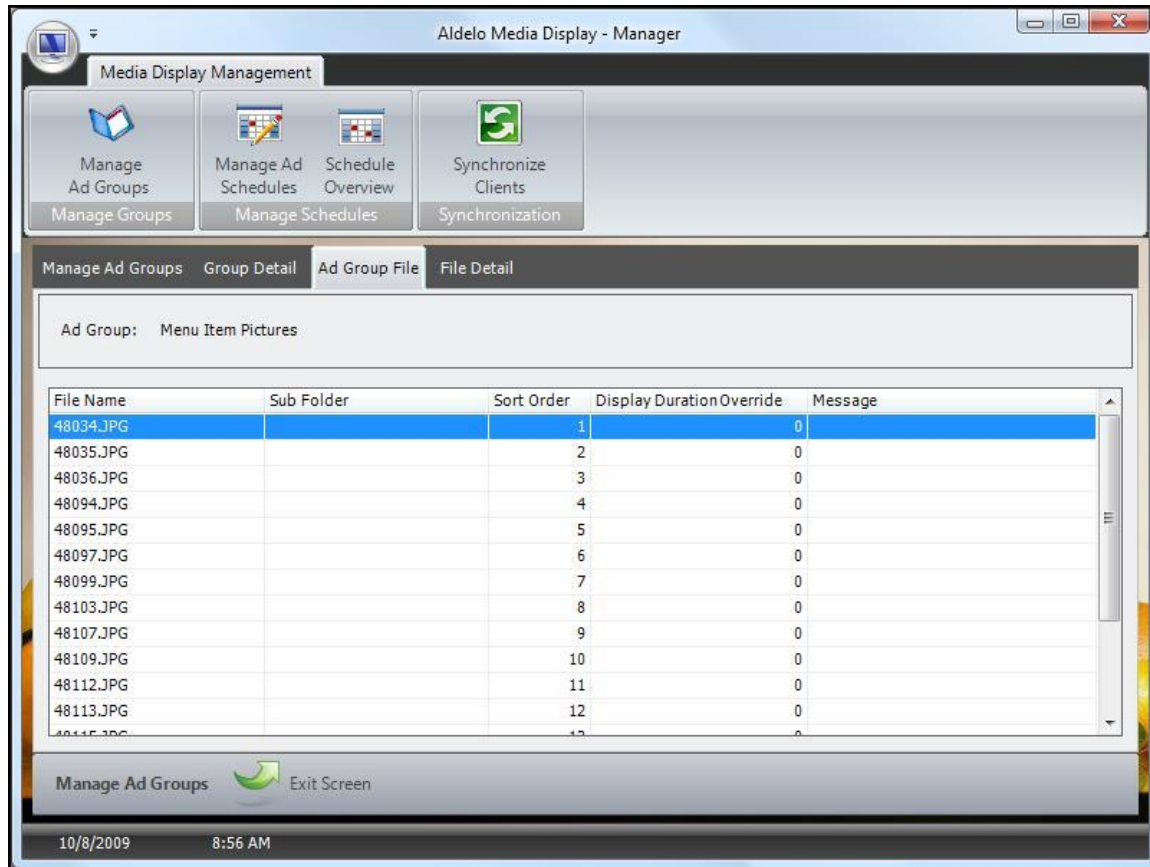 Aldelo Media Display - Manager
Media Display Management
Manage Ad Groups
Manage Ad Schedules
Schedule Overview
Synchronize Clients
Manage Groups
Manage Schedules
Synchronization
Manage Ad Groups Group Detail Ad Group File File Detail
Ad Group: Menu Item Pictures
File Name Sub Folder Sort Order Display Duration Override Message
48034.JPG 1 0
48035.JPG 2 0
48036.JPG 3 0
48094.JPG 4 0
48095.JPG 5 0
48097.JPG 6 0
48099.JPG 7 0
48103.JPG 8 0
48107.JPG 9 0
48109.JPG 10 0
48112.JPG 11 0
48113.JPG 12 0
Manage Ad Groups Exit Screen
10/8/2009 8:56 AM